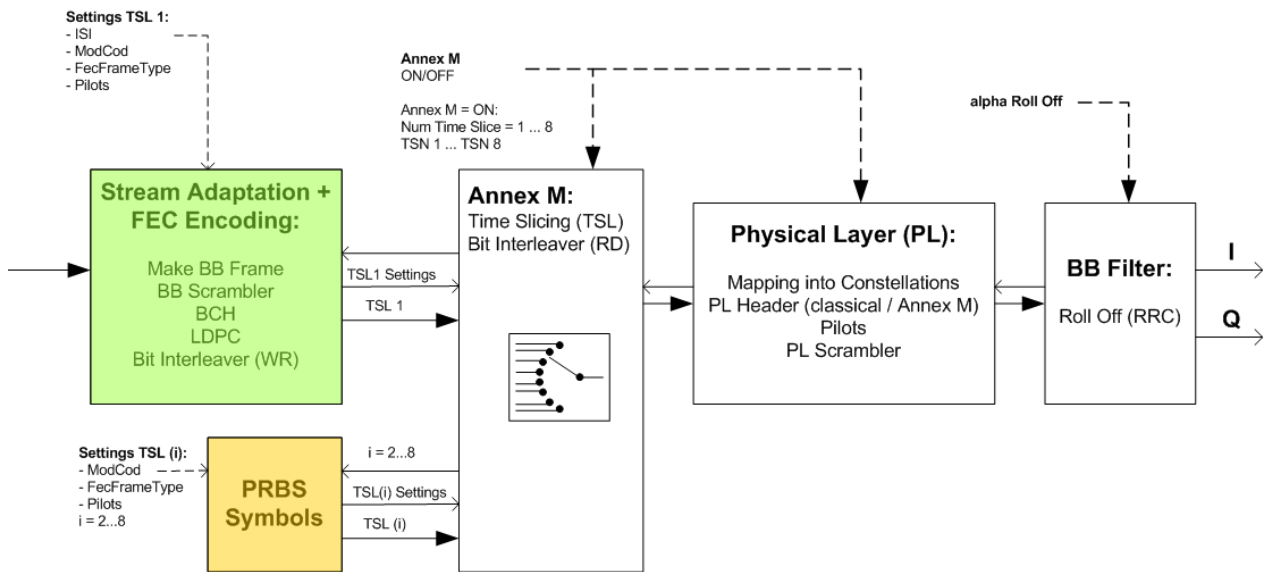 Settings TSL 1:
- ISI
- ModCod
- FecFrameType
- Pilots
Annex M
ON/OFF
Annex M = ON:
Num Time Slice = 1 ... 8
TSN 1 ... TSN 8
alpha Roll Off
Stream Adaptation +
FEC Encoding:
Make BB Frame
BB Scrambler
BCH
LDPC
Bit Interleaver (WR)
TSL1 Settings
TSL 1
Annex M:
Time Slicing (TSL)
Bit Interleaver (RD)
Physical Layer (PL):
Mapping into Constellations
PL Header (classical / Annex M)
Pilots
PL Scrambler
BB Filter:
Roll Off (RRC)
I
Q
Settings TSL (i):
- ModCod
- FecFrameType
- Pilots
i = 2...8
PRBS
Symbols
i = 2...8
TSL(i) Settings
TSL (i)